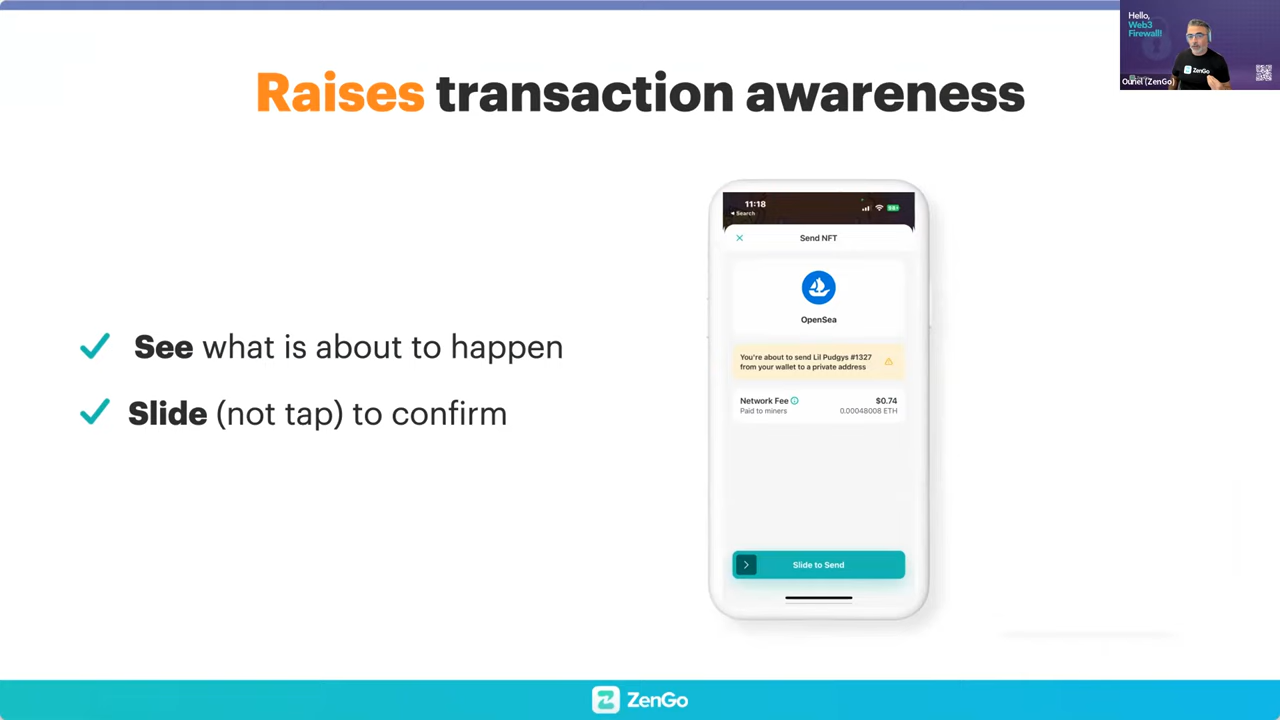 Raises transaction awareness
Hello,
Web3
Firewall!
ZenGo
Ouriel (ZenGo)
See what is about to happen
Slide (not tap) to confirm
11:18
Search
Send NFT
OpenSea
You're about to send Lil Pudgys #1327
from your wallet to a private address
Network Fee
$0.74
Paid to miners
0.00048008 ETH
Slide to Send
ZenGo